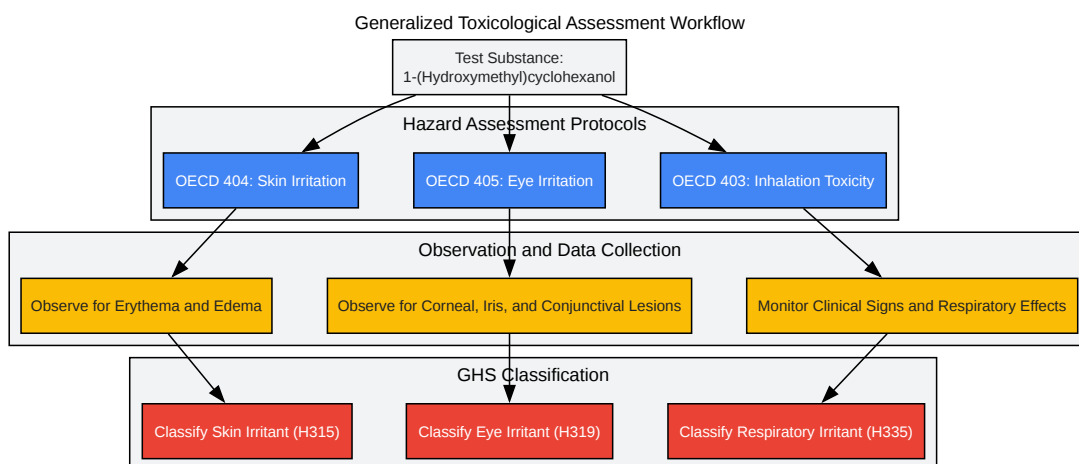 Generalized Toxicological Assessment Workflow
Test Substance:
1-(Hydroxymethyl)cyclohexanol
Hazard Assessment Protocols
OECD 404: Skin Irritation
OECD 405: Eye Irritation
OECD 403: Inhalation Toxicity
Observation and Data Collection
Observe for Erythema and Edema
Observe for Corneal, Iris, and Conjunctival Lesions
Monitor Clinical Signs and Respiratory Effects
GHS Classification
Classify Skin Irritant (H315)
Classify Eye Irritant (H319)
Classify Respiratory Irritant (H335)